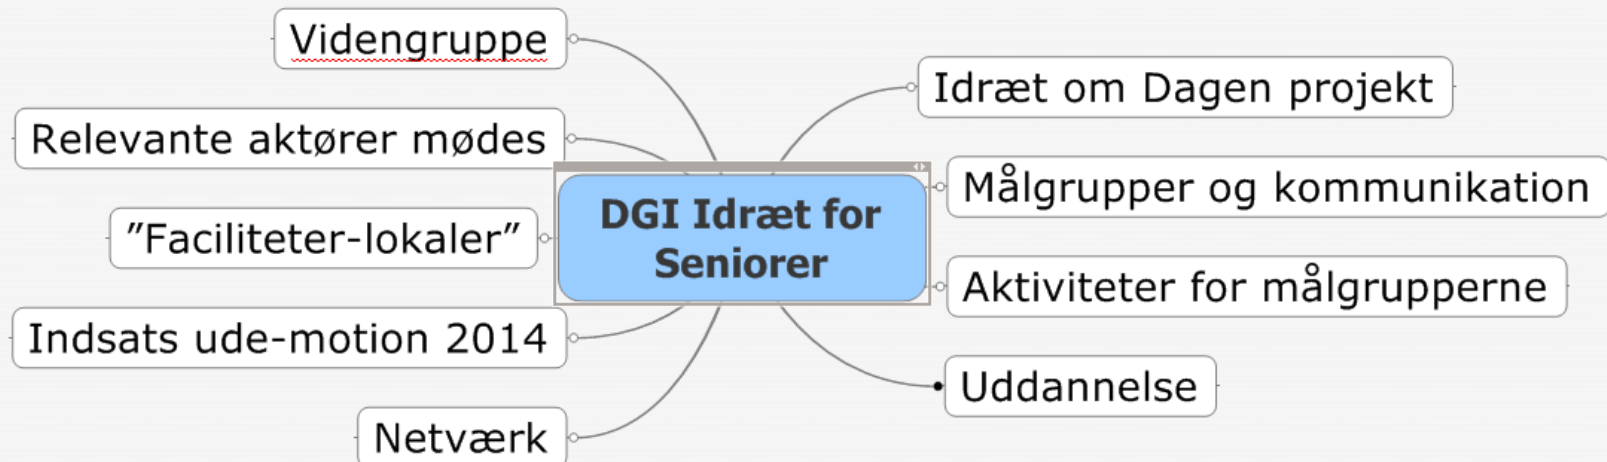 Videngruppe
Relevante aktører mødes
”Faciliteter-lokaler”
Indsats ude-motion 2014
Netværk
DGI Idræt for
Seniorer
Idræt om Dagen projekt
Målgrupper og kommunikation
Aktiviteter for målgrupperne
Uddannelse